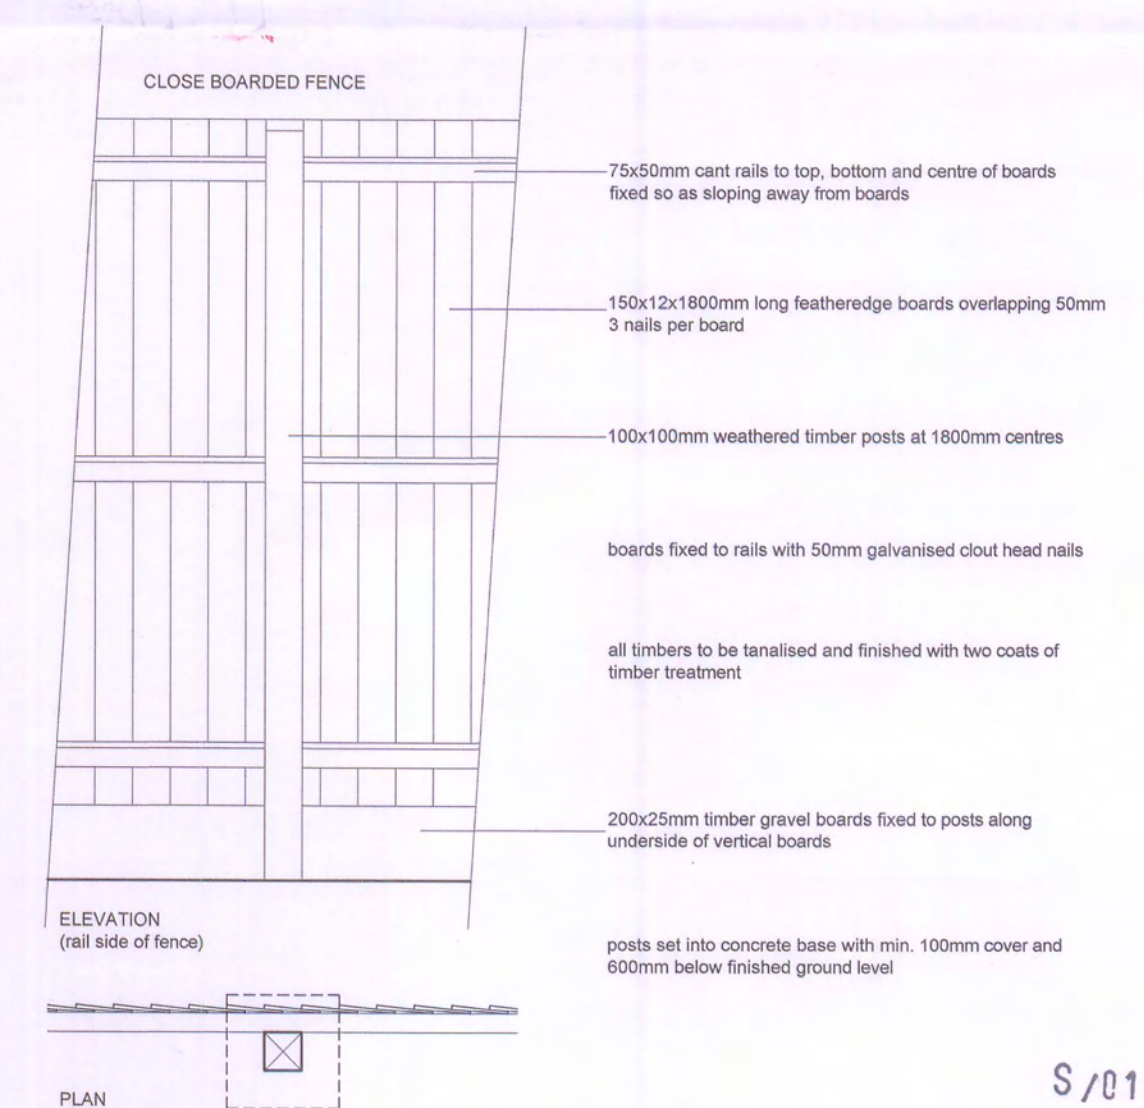 CLOSE BOARDED FENCE
75x50mm cant rails to top, bottom and centre of boards
fixed so as sloping away from boards
150x12x1800mm long featheredge boards overlapping 50mm
3 nails per board
100x100mm weathered timber posts at 1800mm centres
boards fixed to rails with 50mm galvanised clout head nails
all timbers to be tanalised and finished with two coats of
timber treatment
200x25mm timber gravel boards fixed to posts along
underside of vertical boards
ELEVATION
(rail side of fence)
posts set into concrete base with min. 100mm cover and
600mm below finished ground level
PLAN
S/01